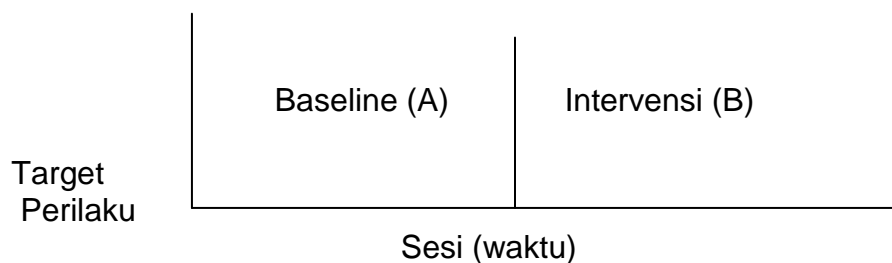 Baseline (A)
Intervensi (B)
Target
Perilaku
Sesi (waktu)